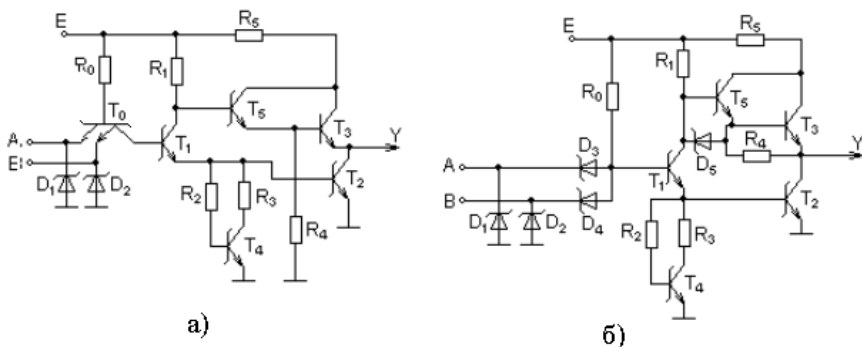 E
R₅
R₀
R₁
T₀
T₅
T₁
T₃
Y
A
E
D₁
D₂
R₂
R₃
R₄
T₂
T₄
а)
E
R₅
R₁
R₀
T₅
T₃
D₃
D₅
R₄
Y
A
T₁
B
D₁
D₂
D₄
T₂
R₂
R₃
T₄
б)